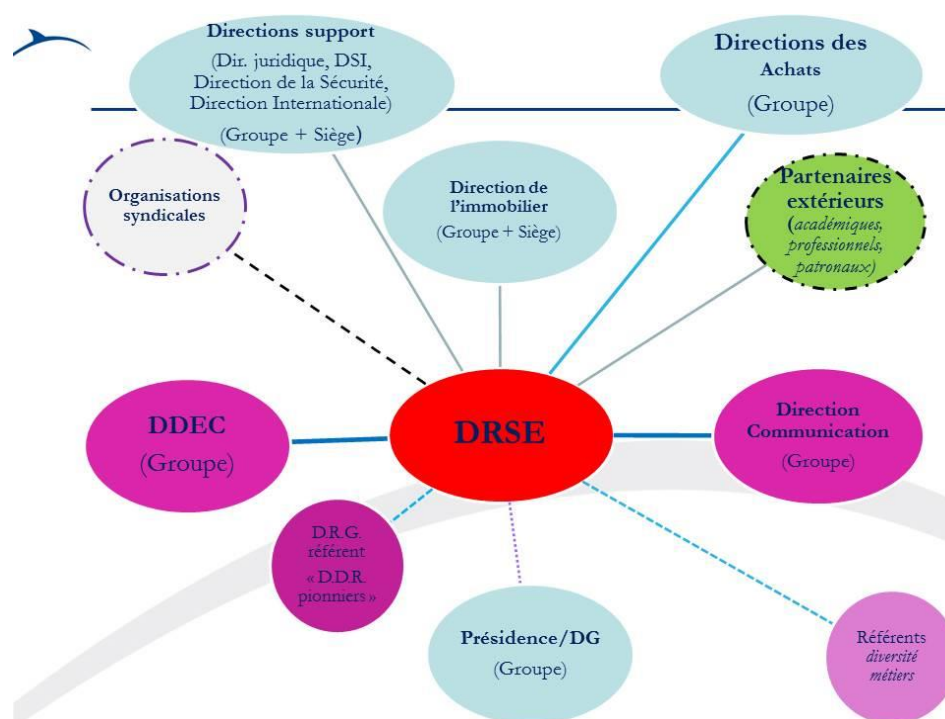 Directions support
(Dir. juridique, DSI,
Direction de la Sécurité,
Direction Internationale)
(Groupe + Siège)
Directions des
Achats
(Groupe)
Organisations
syndicales
Direction de
l'immobilier
(Groupe + Siège)
Partenaires
extérieurs
(académiques,
professionnels,
patronaux)
DDEC
(Groupe)
DRSE
Direction
Communication
(Groupe)
D.R.G.
référent
« D.D.R.
pionniers »
Présidence/DG
(Groupe)
Référents
diversité
métiers